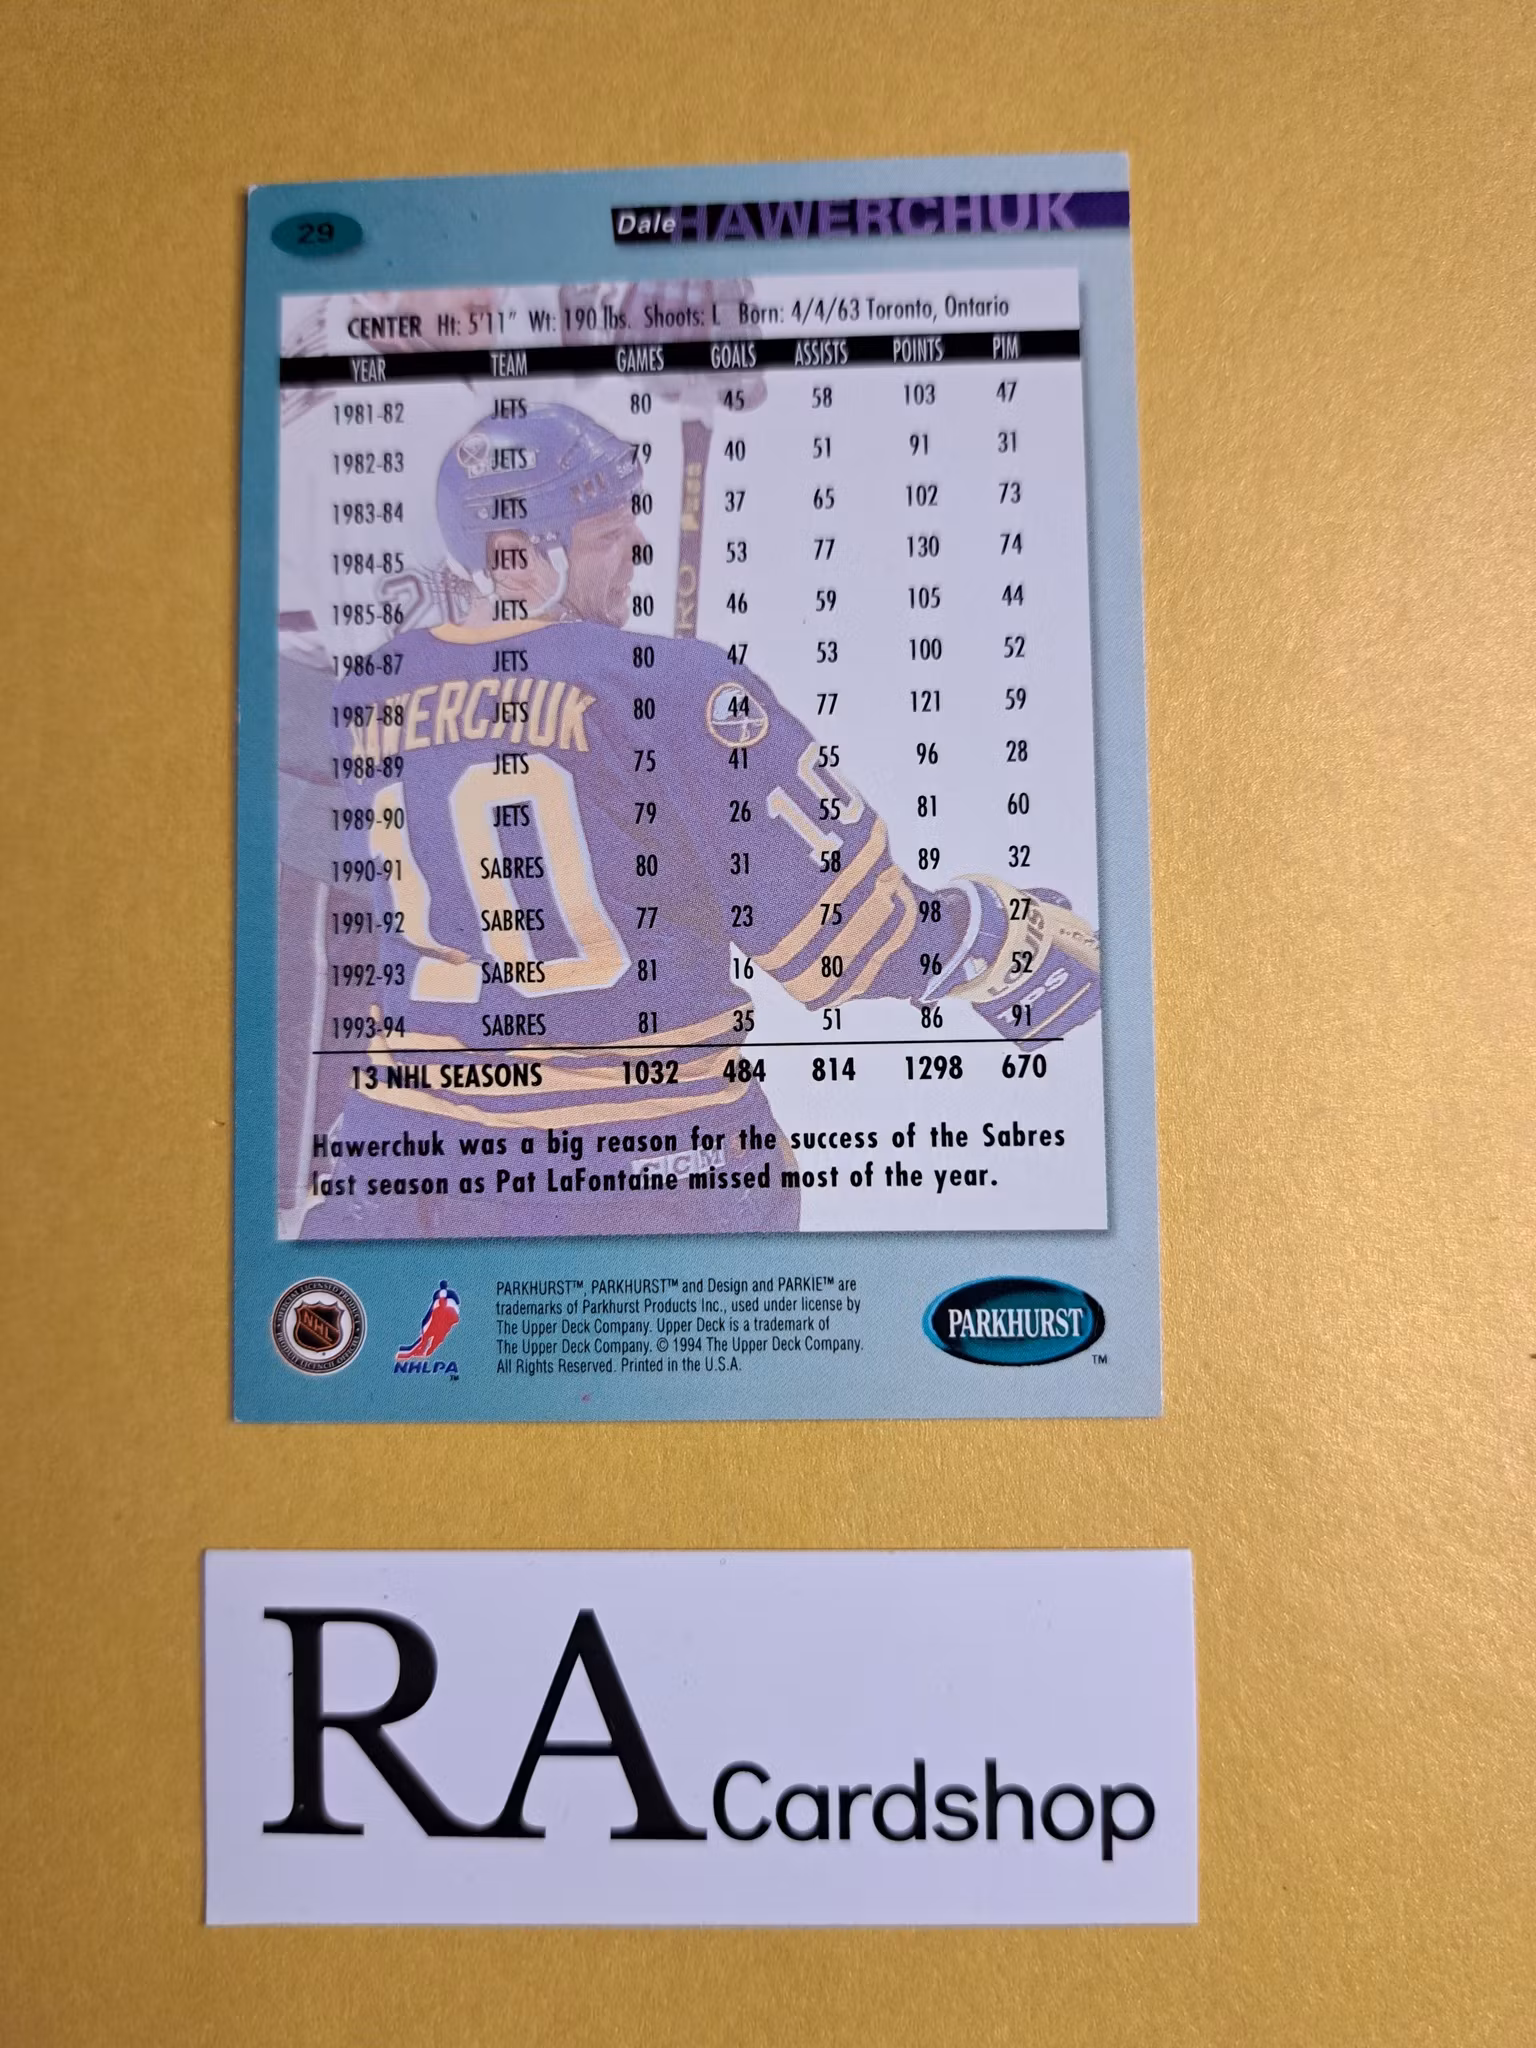 29
Dale HAWERCHUK
CENTER Ht: 5'11" Wt: 190 lbs. Shoots: L Born: 4/4/63 Toronto, Ontario
YEAR TEAM GAMES GOALS ASSISTS POINTS PIM
1981-82 JETS 80 45 58 103 47
1982-83 JETS 79 40 51 91 31
1983-84 JETS 80 37 65 102 73
1984-85 JETS 80 53 77 130 74
1985-86 JETS 80 46 59 105 44
1986-87 JETS 80 47 53 100 52
1987-88 JETS 80 44 77 121 59
1988-89 JETS 75 41 55 96 28
1989-90 JETS 79 26 55 81 60
1990-91 SABRES 80 31 58 89 32
1991-92 SABRES 77 23 75 98 27
1992-93 SABRES 81 16 80 96 52
1993-94 SABRES 81 35 51 86 91
13 NHL SEASONS 1032 484 814 1298 670
WERCHUK
10
10
LOUIS
CCM
Hawerchuk was a big reason for the success of the Sabres
last season as Pat LaFontaine missed most of the year.
NHL
NHLPA
PARKHURST™, PARKHURST™ and Design and PARKIE™ are
trademarks of Parkhurst Products Inc., used under license by
The Upper Deck Company. Upper Deck is a trademark of
The Upper Deck Company. © 1994 The Upper Deck Company.
All Rights Reserved. Printed in the U.S.A.
PARKHURST ™
RA Cardshop